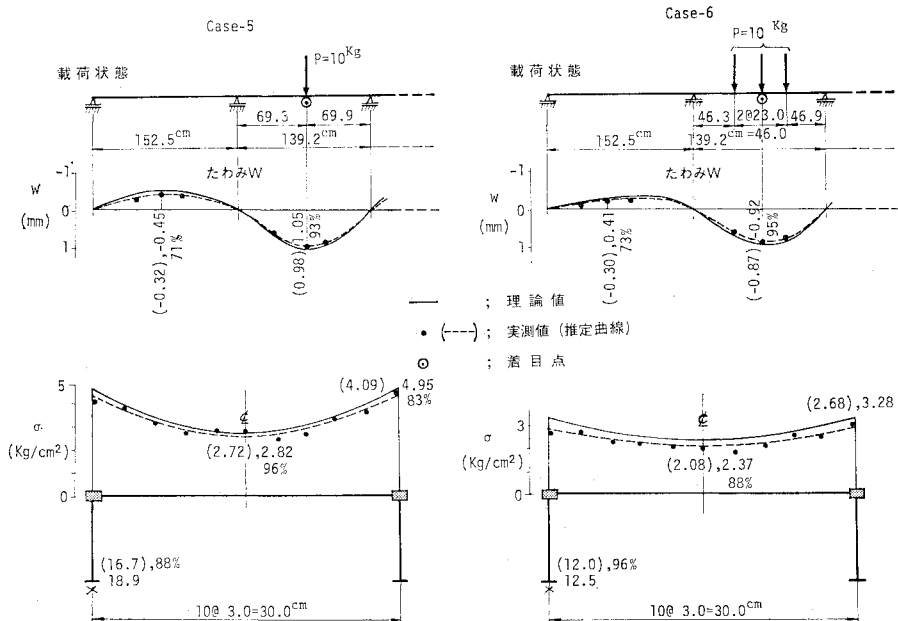 Case-5
P=10Kg
載荷状態
69.3
69.9
152.5cm
139.2cm
たわみW
-1
W
0
(mm)
1
(-0.32),-0.45
71%
(0.98)1.05
93%
Case-6
P=10 Kg
載荷状態
46.3
2@23.0
46.9
152.5cm
139.2cm=46.0
たわみW
-1
W
0
(mm)
1
(-0.30),0.41
73%
(-0.87)-0.92
95%
; 理論値
(----); 実測値(推定曲線)
; 着目点
5
σ
(Kg/cm²)
0
℄
(4.09) 4.95
83%
(2.72),2.82
96%
(16.7),88%
18.9
10@ 3.0=30.0cm
3
σ
(Kg/cm²)
0
℄
(2.68),3.28
(2.08),2.37
88%
(12.0),96%
12.5
10@ 3.0=30.0cm